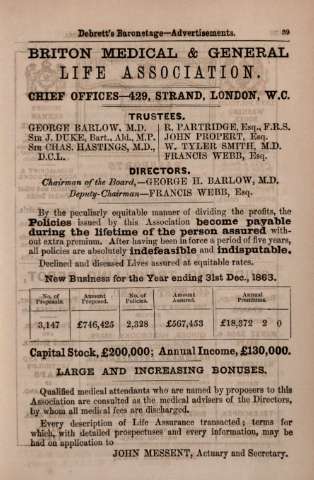 Debrett's Baronetage—Advertisements. 39
BRITON MEDICAL & GENERAL
LIFE ASSOCIATION.
CHIEF OFFICES—429, STRAND, LONDON, W.C.
TRUSTEES.
GEORGE BARLOW, M.D.
SIR J. DUKE, Bart., Ald., M.P.
SIR CHAS. HASTINGS, M.D.,
D.C.L.
R. PARTRIDGE, Esq., F.R.S.
JOHN PROPERT, Esq.
W. TYLER SMITH, M.D.
FRANCIS WEBB, Esq.
DIRECTORS.
Chairman of the Board,—GEORGE H. BARLOW, M.D.
Deputy-Chairman—FRANCIS WEBB, Esq.
By the peculiarly equitable manner of dividing the profits, the
Policies issued by this Association become payable
during the lifetime of the person assured with-
out extra premium. After having been in force a period of five years,
all policies are absolutely indefeasible and indisputable.
Declined and diseased Lives assured at equitable rates.
New Business for the Year ending 31st Dec., 1863.
No. of Proposals. Amount Proposed. No. of Policies. Amount Assured. Annual Premiums.
3,147 £746,425 2,328 £567,453 £18,372 2 0
Capital Stock, £200,000; Annual Income, £130,000.
LARGE AND INCREASING BONUSES.
Qualified medical attendants who are named by proposers to this
Association are consulted as the medical advisers of the Directors,
by whom all medical fees are discharged.
Every description of Life Assurance transacted; terms for
which, with detailed prospectuses and every information, may be
had on application to
JOHN MESSENT, Actuary and Secretary.